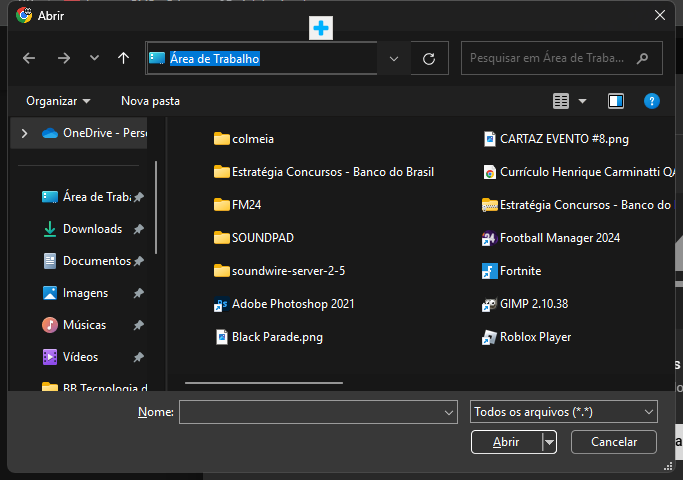 Abrir
Área de Trabalho
Pesquisar em Área de Traba...
Organizar
Nova pasta
OneDrive - Pers
colmeia
CARTAZ EVENTO #8.png
Estratégia Concursos - Banco do Brasil
Currículo Henrique Carminatti QA
Área de Traba
FM24
Estratégia Concursos - Banco do
Downloads
SOUNDPAD
Football Manager 2024
Documentos
soundwire-server-2-5
Fortnite
Imagens
Adobe Photoshop 2021
GIMP 2.10.38
Músicas
Black Parade.png
Roblox Player
Vídeos
BB Tecnologia d
Nome:
Todos os arquivos (*.*)
Abrir
Cancelar